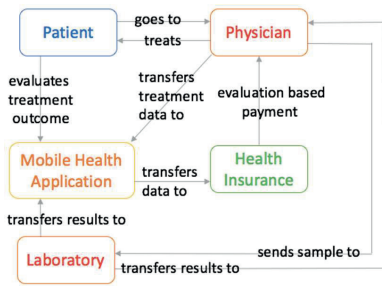 Patient
goes to
treats
Physician
evaluates
treatment
outcome
transfers
treatment
data to
evaluation based
payment
Mobile Health
Application
transfers
data to
Health
Insurance
transfers results to
sends sample to
Laboratory
transfers results to